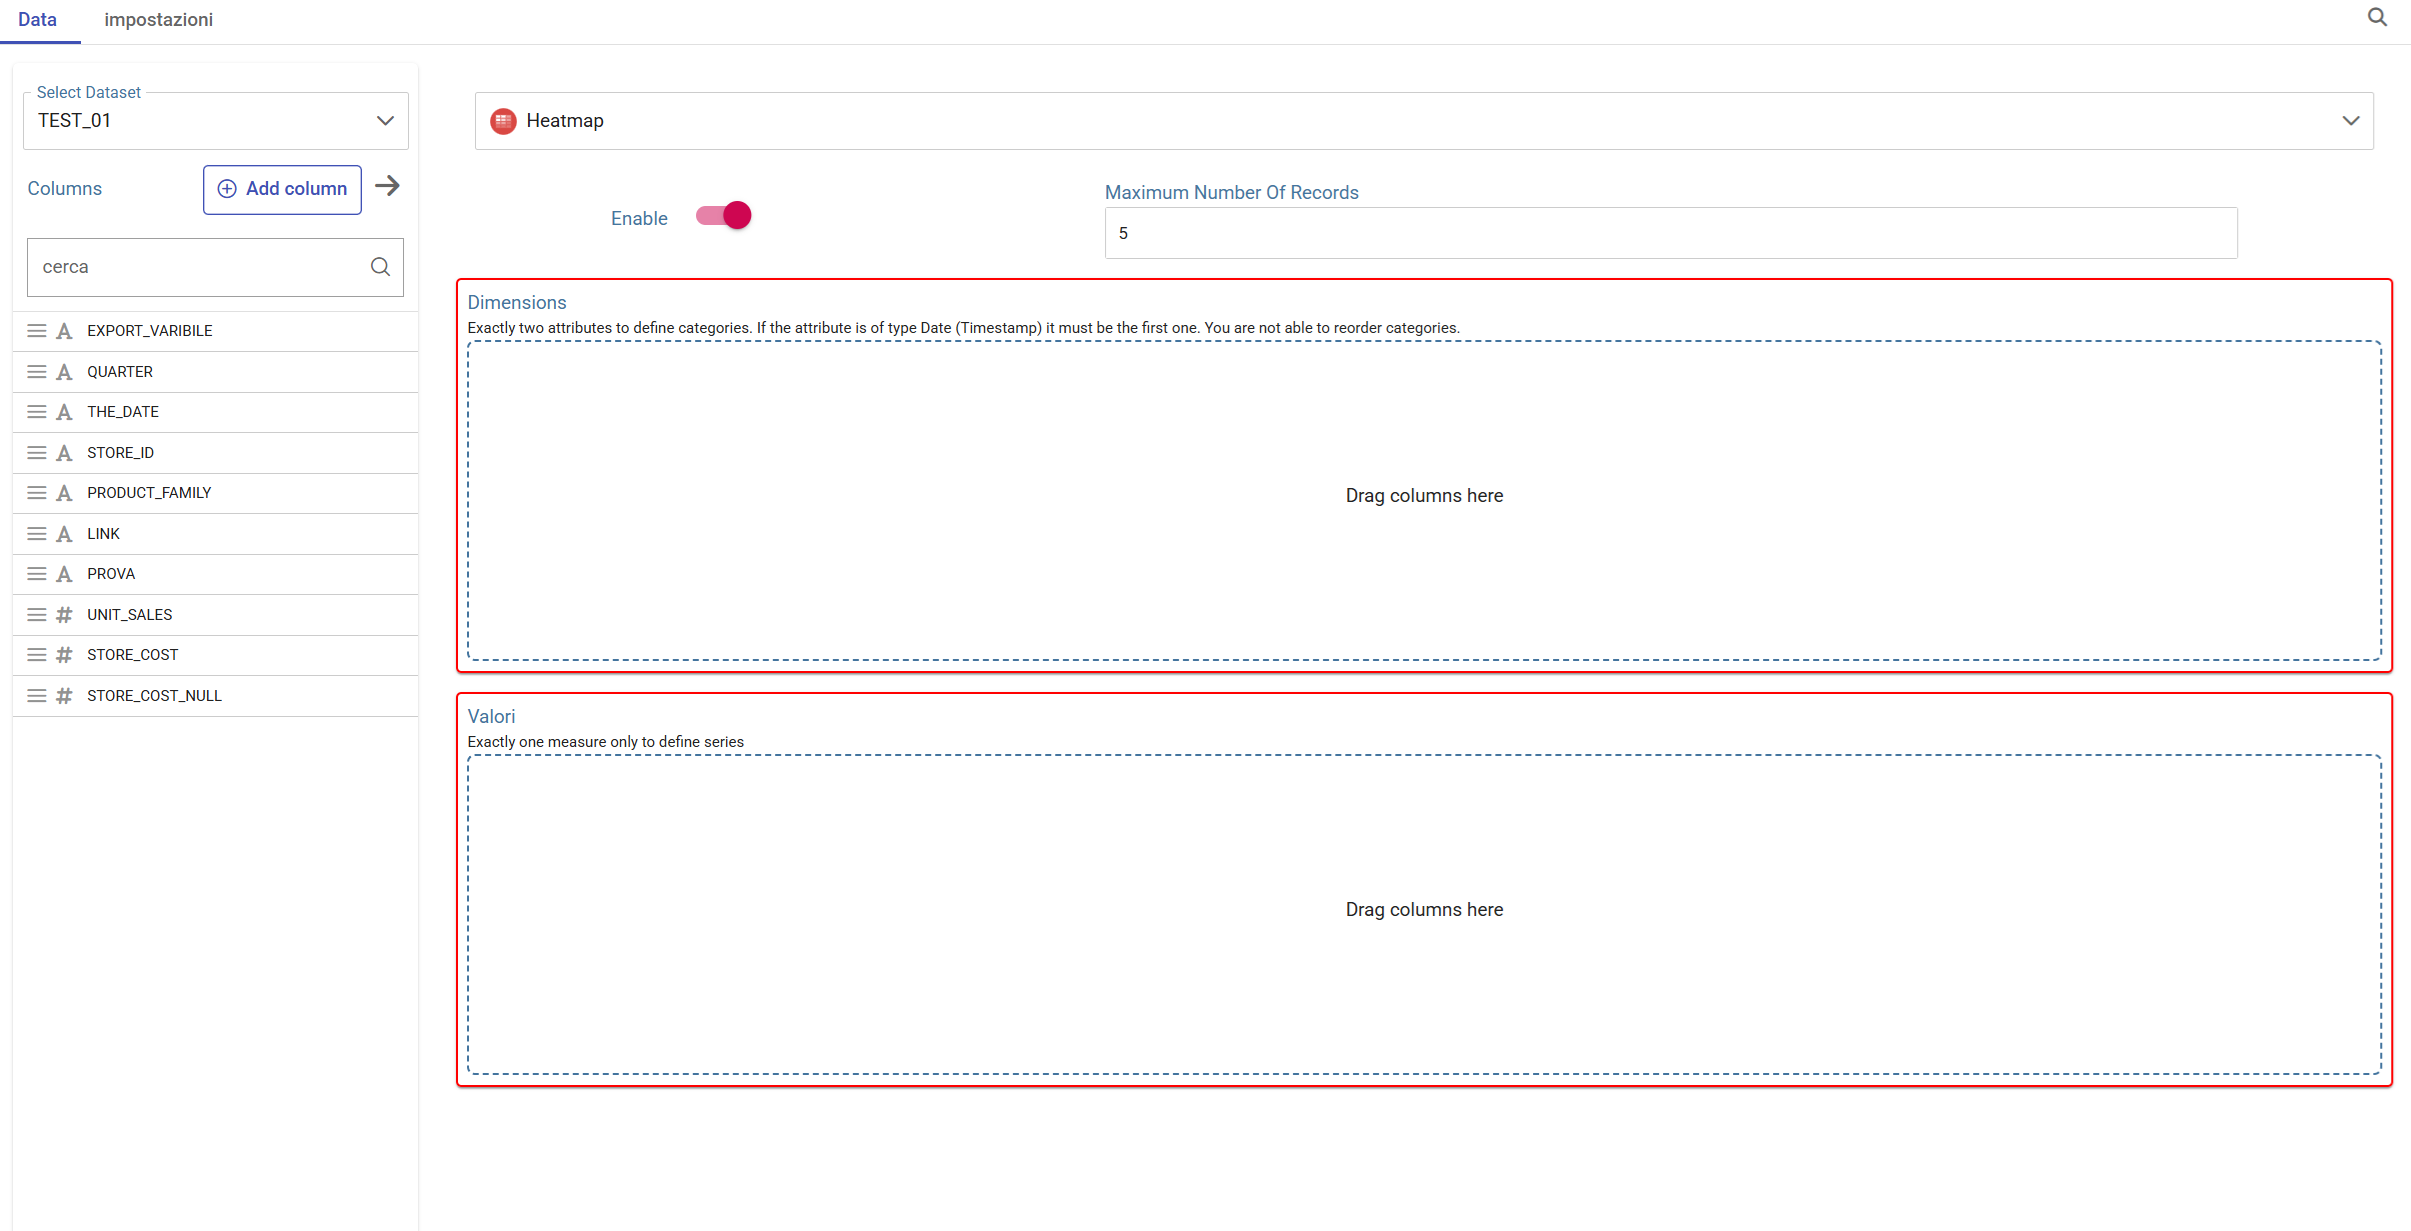 Data
impostazioni
Select Dataset
TEST_01
Columns
Add column
cerca
EXPORT_VARIBILE
QUARTER
THE_DATE
STORE_ID
PRODUCT_FAMILY
LINK
PROVA
UNIT_SALES
STORE_COST
STORE_COST_NULL
Heatmap
Enable
Maximum Number Of Records
5
Dimensions
Exactly two attributes to define categories. If the attribute is of type Date (Timestamp) it must be the first one. You are not able to reorder categories.
Drag columns here
Valori
Exactly one measure only to define series
Drag columns here